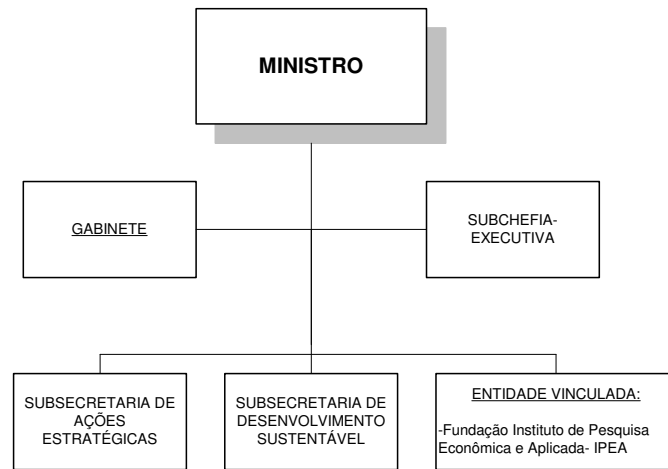 MINISTRO
GABINETE
SUBCHEFIA-
EXECUTIVA
SUBSECRETARIA DE
AÇÕES
ESTRATÉGICAS
SUBSECRETARIA DE
DESENVOLVIMENTO
SUSTENTÁVEL
ENTIDADE VINCULADA:
-Fundação Instituto de Pesquisa
Econômica e Aplicada- IPEA